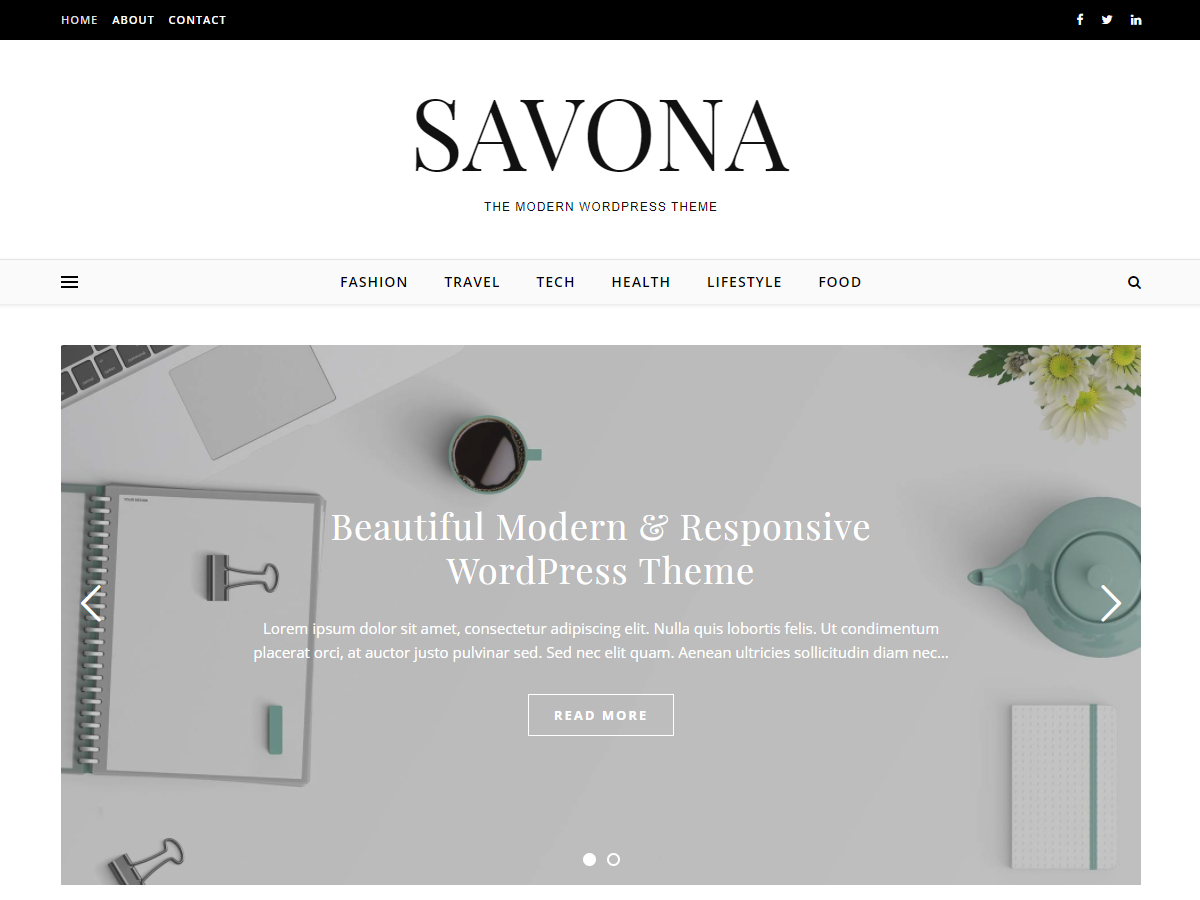 HOME ABOUT CONTACT
SAVONA
THE MODERN WORDPRESS THEME
FASHION TRAVEL TECH HEALTH LIFESTYLE FOOD
Beautiful Modern & Responsive
WordPress Theme
Lorem ipsum dolor sit amet, consectetur adipiscing elit. Nulla quis lobortis felis. Ut condimentum
placerat orci, at auctor justo pulvinar sed. Sed nec elit quam. Aenean ultricies sollicitudin diam nec...
READ MORE